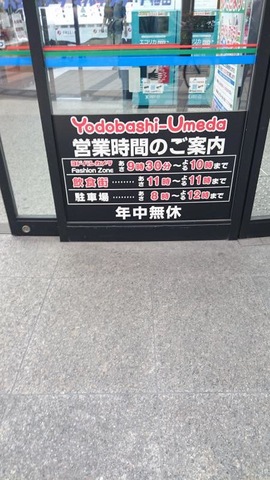 Yodobashi-Umeda
営業時間のご案内
ヨドバシカメラ
Fashion Zone あさ 9時30分〜よる10時まで
飲食街……… あさ 11時〜よる11時まで
駐車場……… あさ 8時〜よる12時まで
年中無休